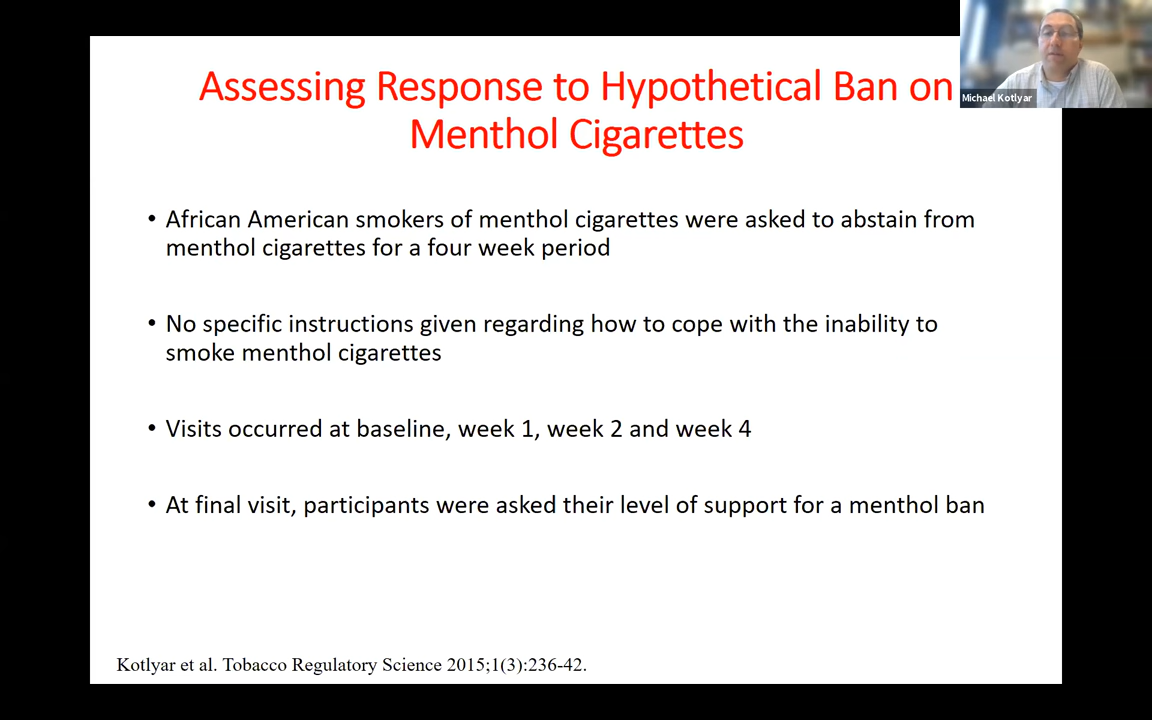 Assessing Response to Hypothetical Ban on
Menthol Cigarettes
Michael Kotlyar
• African American smokers of menthol cigarettes were asked to abstain from
menthol cigarettes for a four week period
• No specific instructions given regarding how to cope with the inability to
smoke menthol cigarettes
• Visits occurred at baseline, week 1, week 2 and week 4
• At final visit, participants were asked their level of support for a menthol ban
Kotlyar et al. Tobacco Regulatory Science 2015;1(3):236-42.